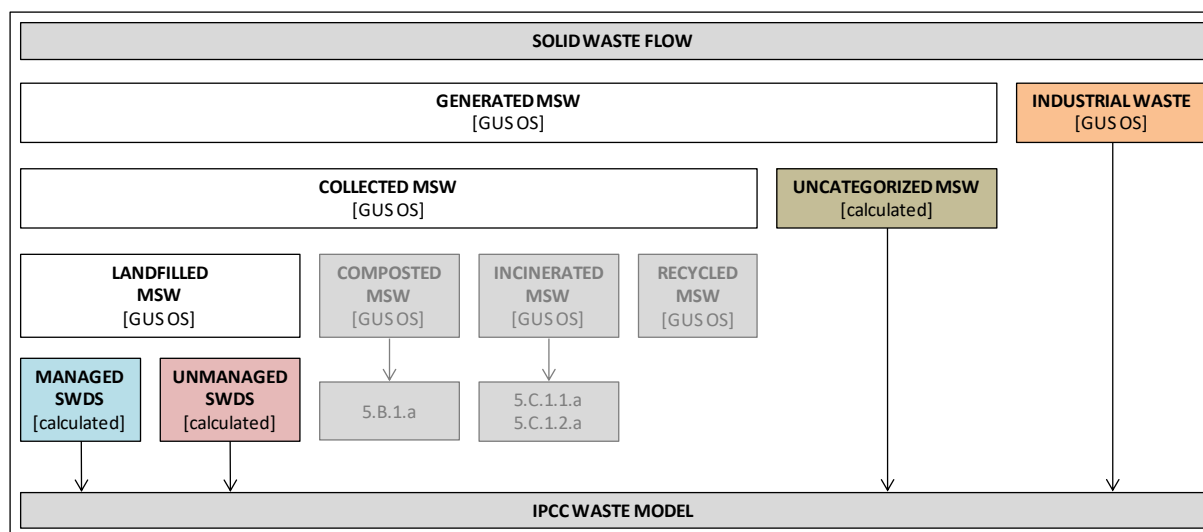 SOLID WASTE FLOW
GENERATED MSW
[GUS OS]
INDUSTRIAL WASTE
[GUS OS]
COLLECTED MSW
[GUS OS]
UNCATEGORIZED MSW
[calculated]
LANDFILLED
MSW
[GUS OS]
COMPOSTED
MSW
[GUS OS]
INCINERATED
MSW
[GUS OS]
RECYCLED
MSW
[GUS OS]
MANAGED
SWDS
[calculated]
UNMANAGED
SWDS
[calculated]
5.B.1.a
5.C.1.1.a
5.C.1.2.a
IPCC WASTE MODEL